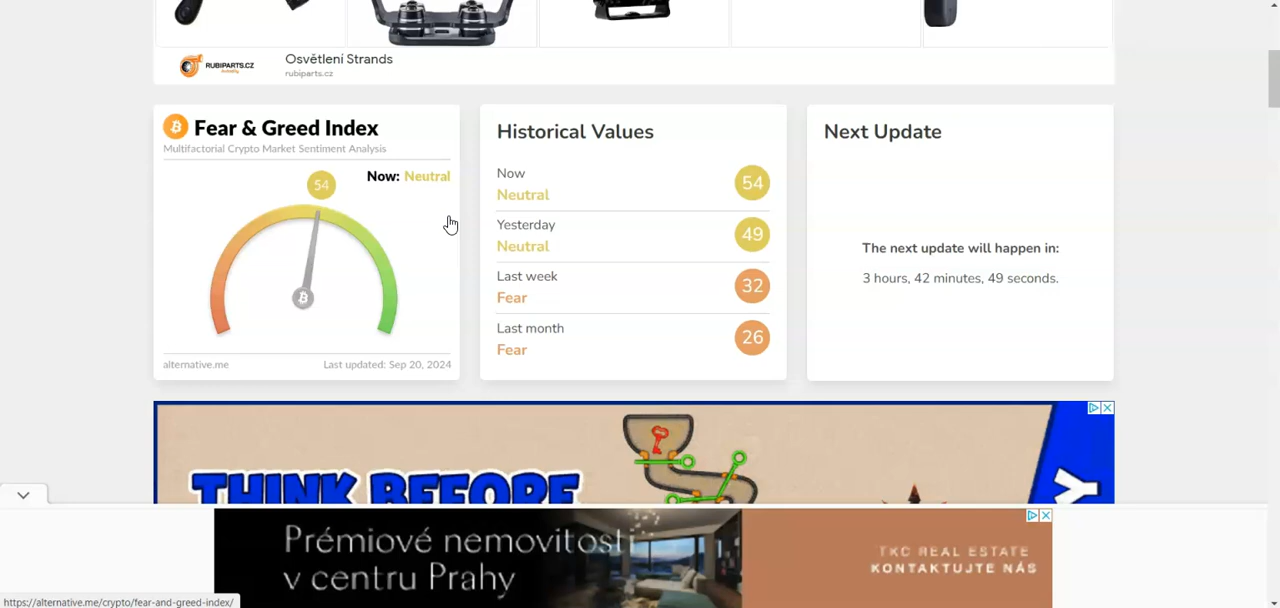 RUBIPARTS.CZ
Osvětlení Strands
rubiparts.cz
Fear & Greed Index
Multifactorial Crypto Market Sentiment Analysis
Now: Neutral
54
alternative.me
Last updated: Sep 20, 2024
Historical Values
Now
Neutral
54
Yesterday
Neutral
49
Last week
Fear
32
Last month
Fear
26
Next Update
The next update will happen in:
3 hours, 42 minutes, 49 seconds.
THINK BEFORE
Y
Prémiové nemovitosti
v centru Prahy
TKC REAL ESTATE
KONTAKTUJTE NÁS
https://alternative.me/crypto/fear-and-greed-index/